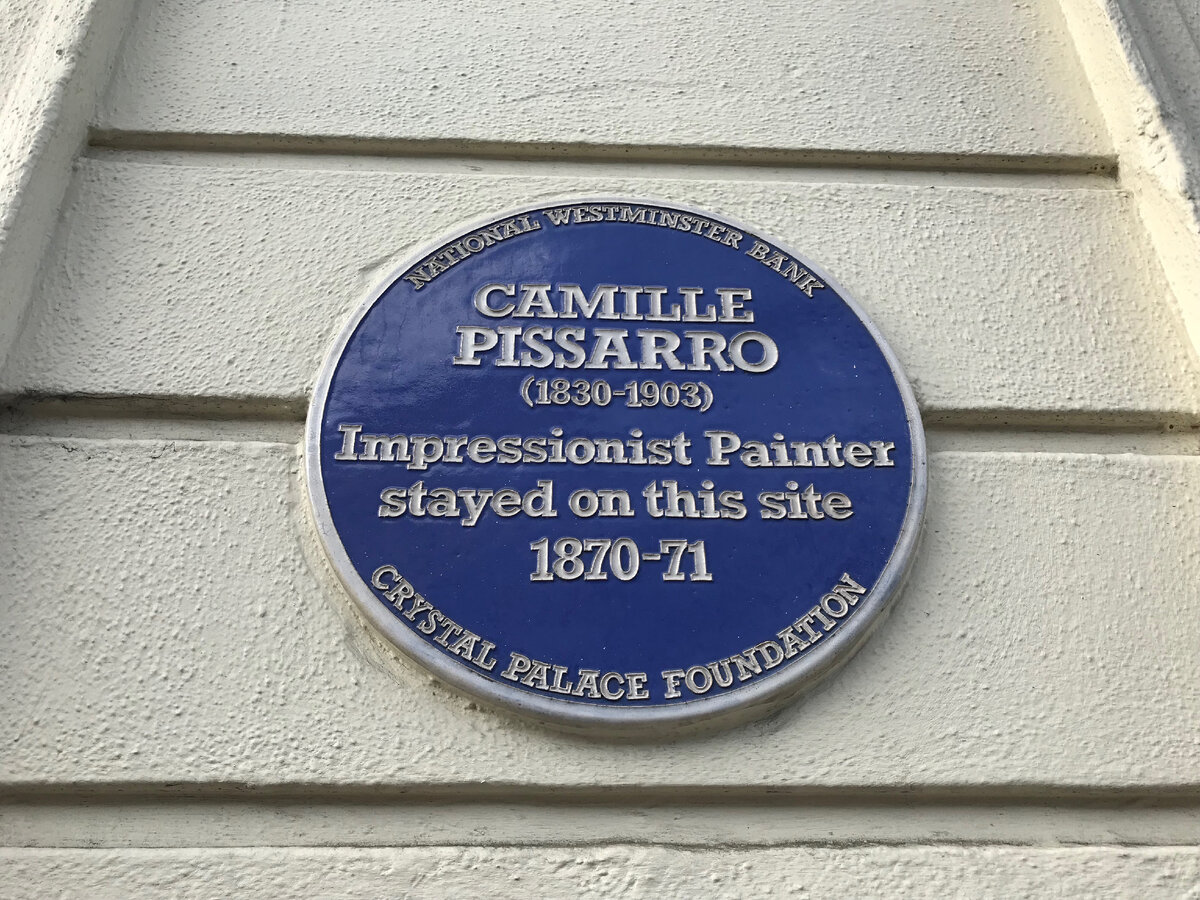 NATIONAL WESTMINSTER BANK
CAMILLE
PISSARRO
(1830-1903)
Impressionist Painter
stayed on this site
1870-71
CRYSTAL PALACE FOUNDATION